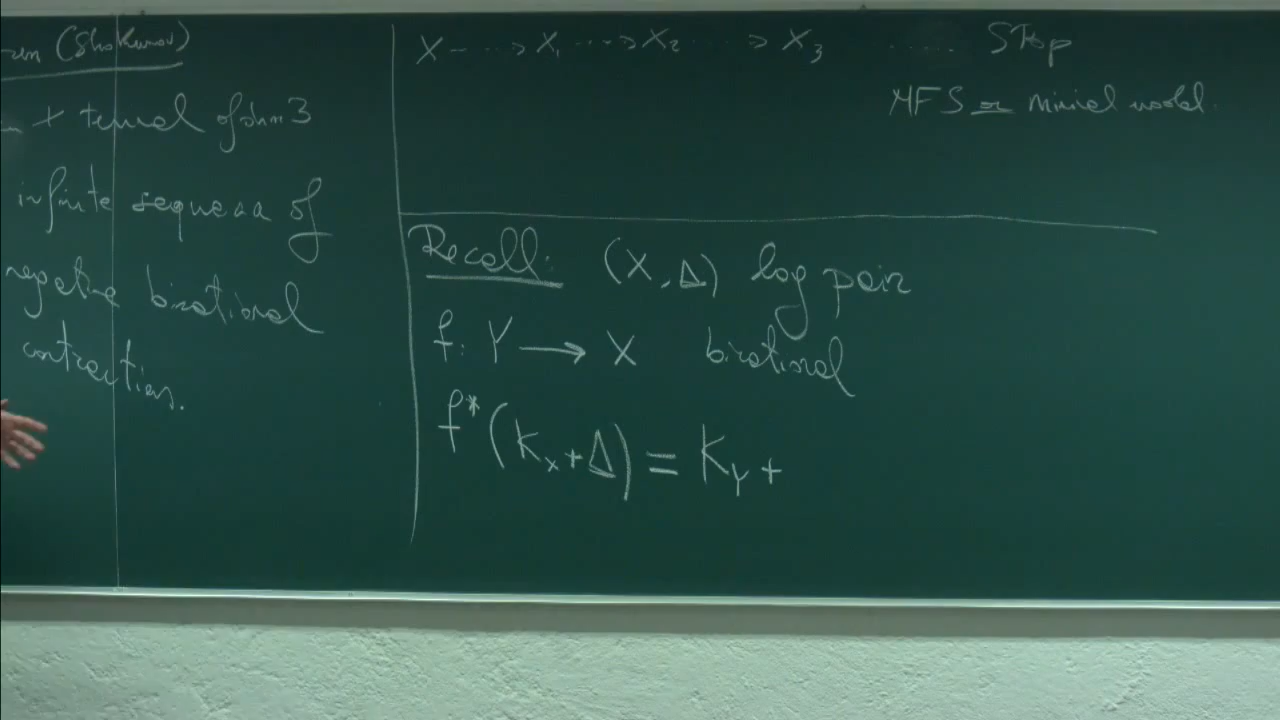 (Shokurov)
X terminal of dim 3
infinite sequence of
negative birational
contractions.
X ⇢ X₁ ⇢ X₂ ⇢ X₃ ...... Stop
MFS or minimal model.
Recall: (X, Δ) log pair
f: Y → X birational
f*(K_X + Δ) = K_Y +